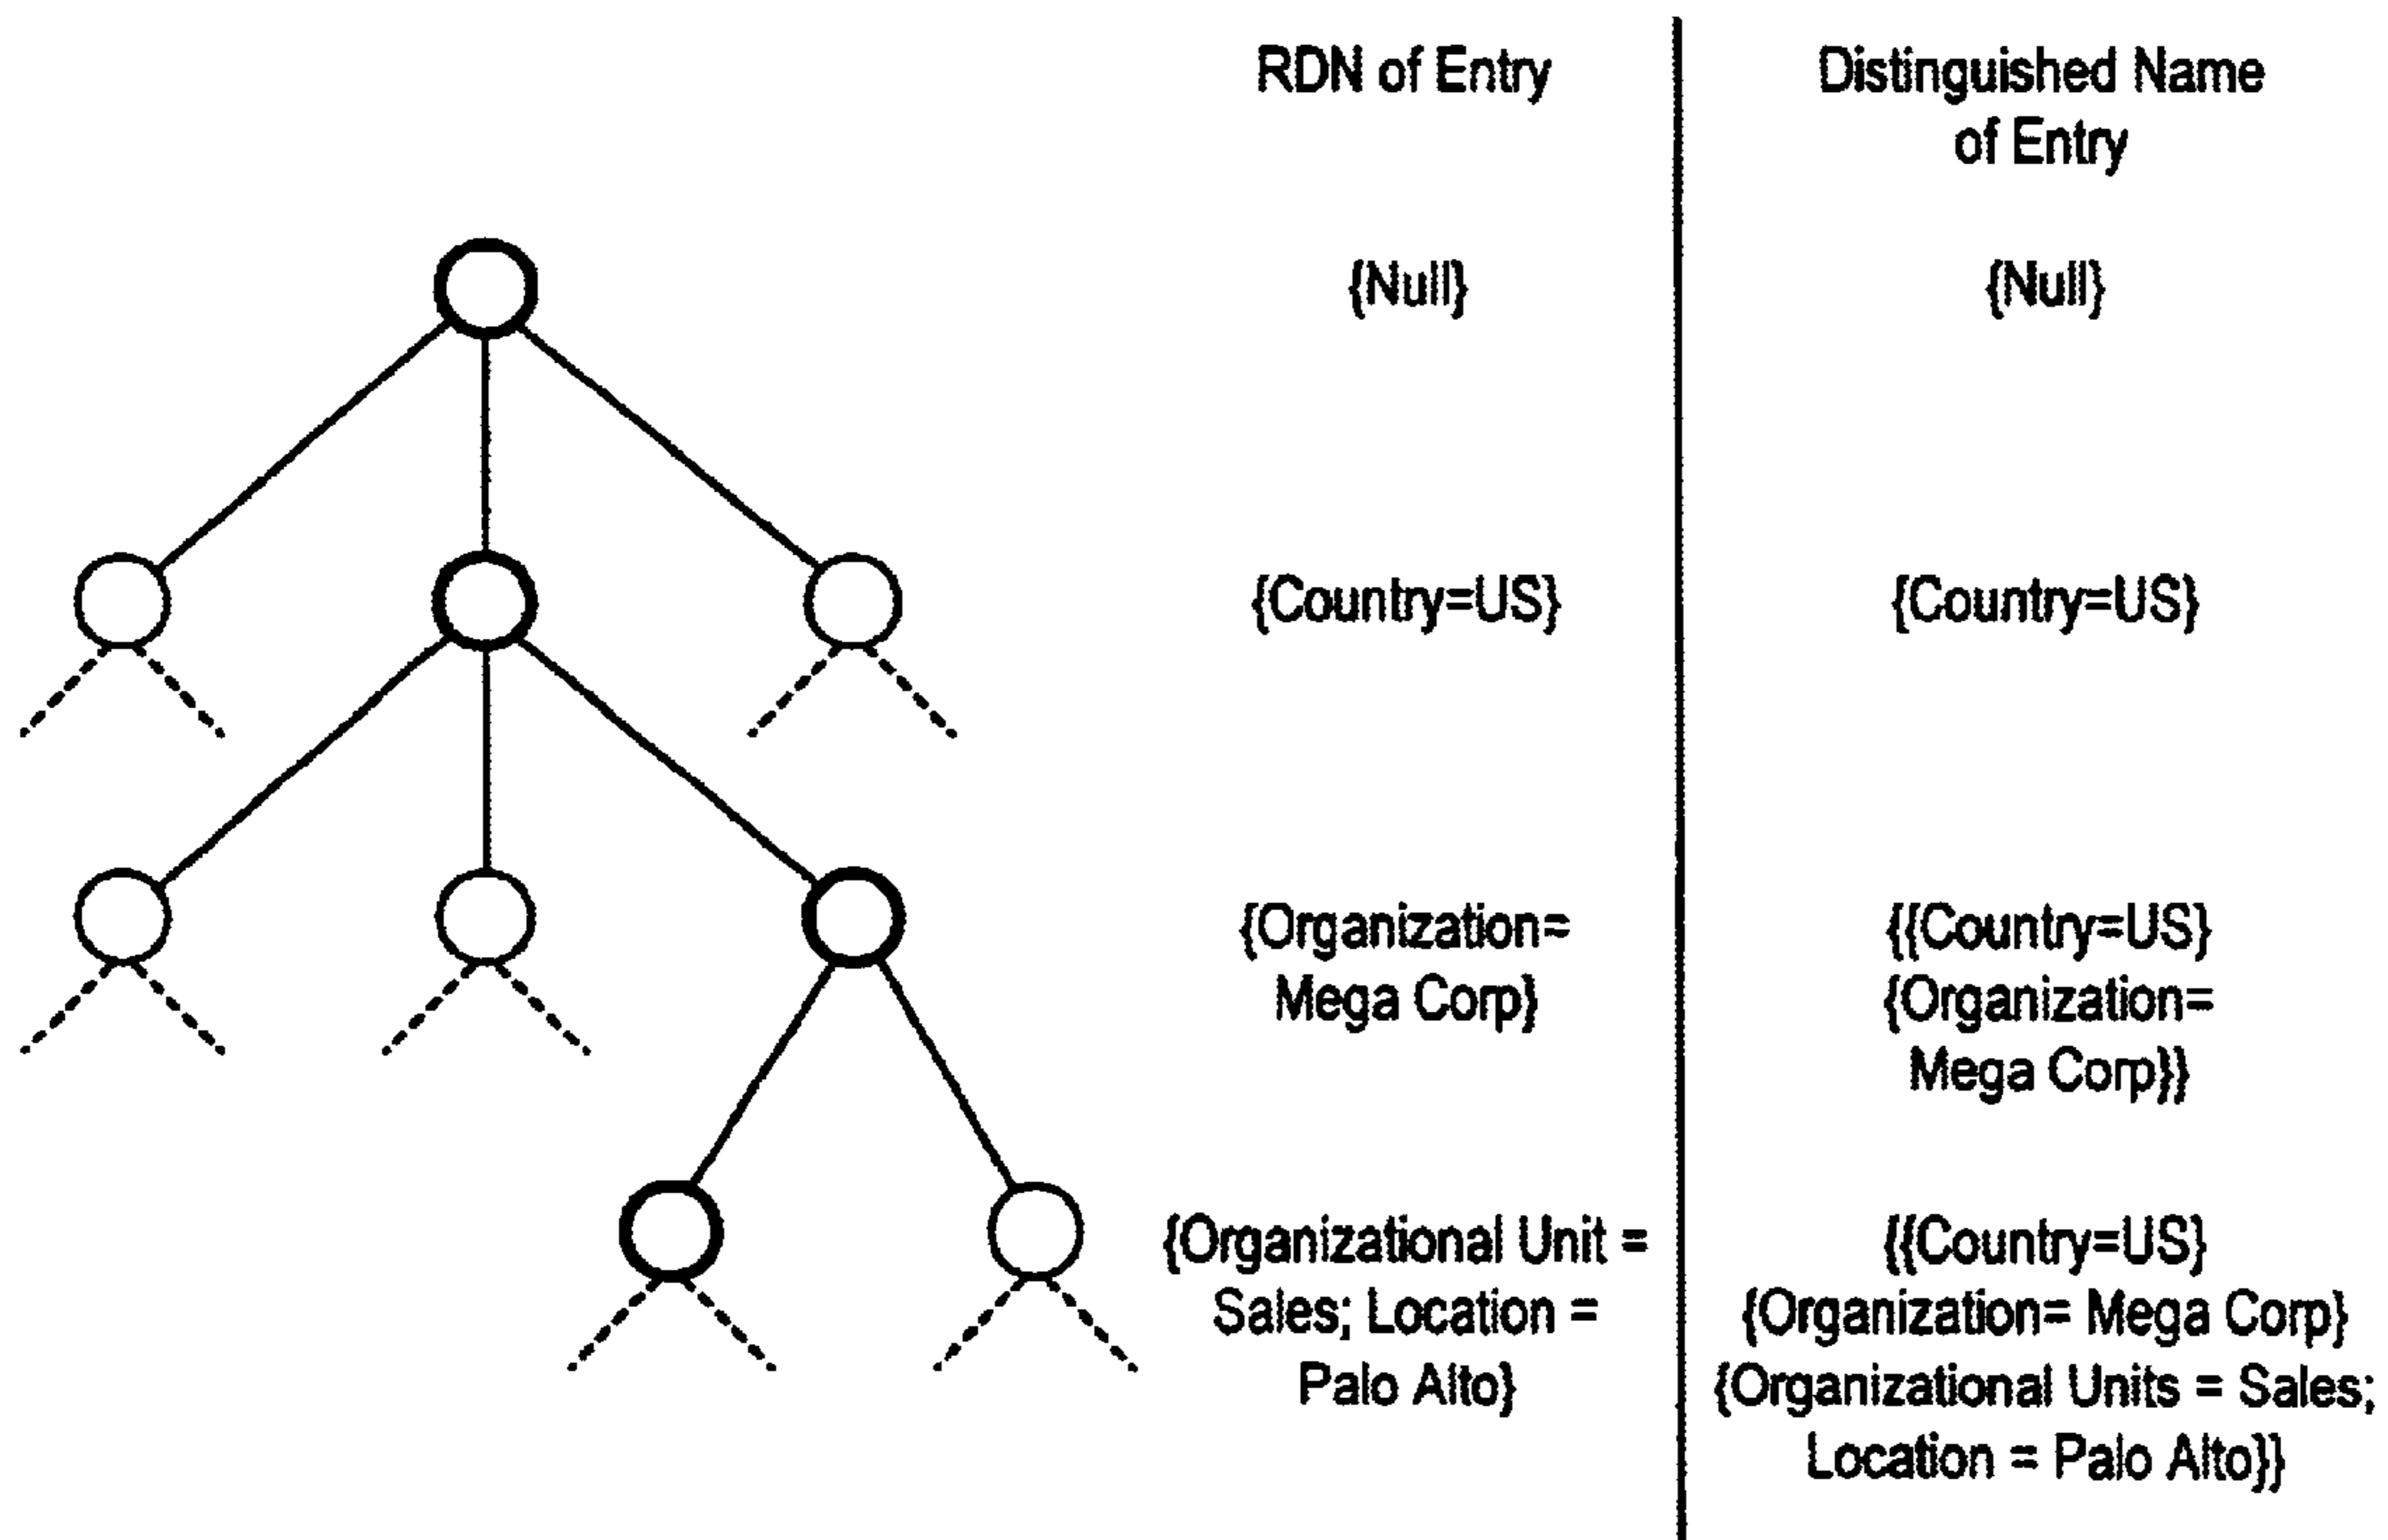 RDN of Entry
Distinguished Name
of Entry
{Null}
{Null}
{Country=US}
{Country=US}
{Organization=
Mega Corp}
{{Country=US}
{Organization=
Mega Corp}}
{Organizational Unit =
Sales; Location =
Palo Alto}
{{Country=US}
{Organization= Mega Corp}
{Organizational Units = Sales;
Location = Palo Alto}}